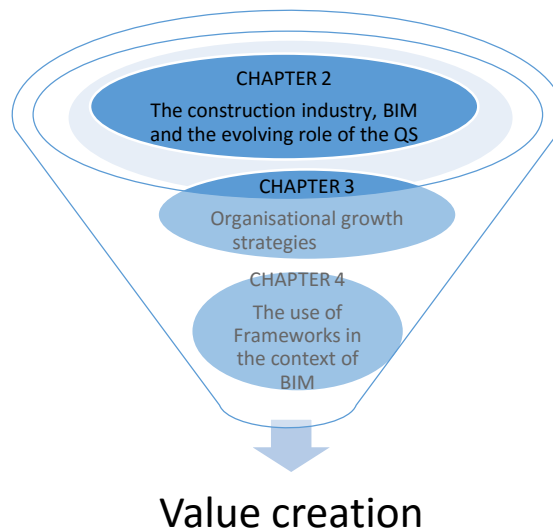 CHAPTER 2
The construction industry, BIM
and the evolving role of the QS
CHAPTER 3
Organisational growth
strategies
CHAPTER 4
The use of
Frameworks in
the context of
BIM
Value creation